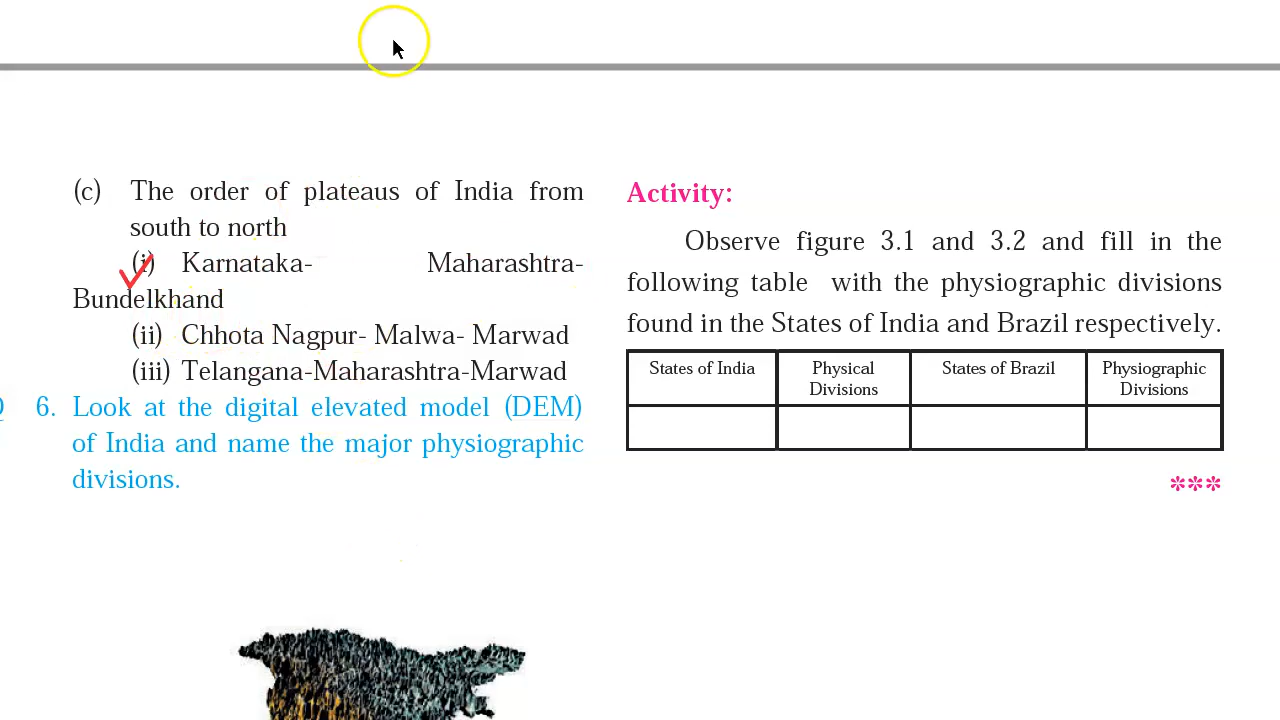 (c) The order of plateaus of India from
south to north
(i) Karnataka- Maharashtra-
Bundelkhand
(ii) Chhota Nagpur- Malwa- Marwad
(iii) Telangana-Maharashtra-Marwad
6. Look at the digital elevated model (DEM)
of India and name the major physiographic
divisions.
Activity:
Observe figure 3.1 and 3.2 and fill in the
following table with the physiographic divisions
found in the States of India and Brazil respectively.
States of India
Physical
Divisions
States of Brazil
Physiographic
Divisions
***